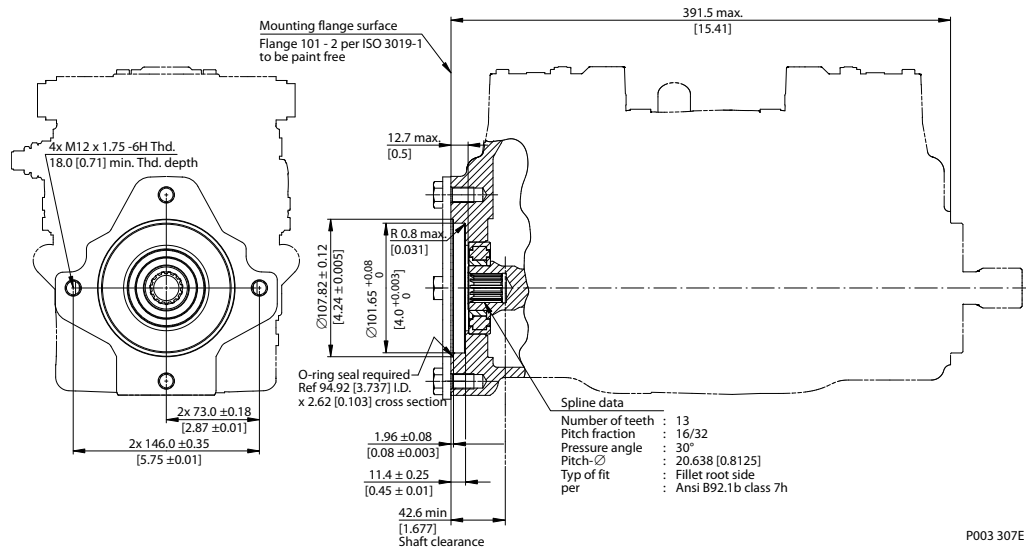 Mounting flange surface
Flange 101 - 2 per ISO 3019-1
to be paint free
391.5 max.
[15.41]
4x M12 x 1.75 -6H Thd.
18.0 [0.71] min. Thd. depth
12.7 max.
[0.5]
R 0.8 max.
[0.031]
Ø107.82 ± 0.12
[4.24 ± 0.005]
Ø101.65 +0.08 0
[4.0 +0.003 0]
O-ring seal required
Ref 94.92 [3.737] I.D.
x 2.62 [0.103] cross section
2x 73.0 ±0.18
[2.87 ±0.01]
2x 146.0 ±0.35
[5.75 ±0.01]
1.96 ±0.08
[0.08 ±0.003]
11.4 ± 0.25
[0.45 ± 0.01]
42.6 min
[1.677]
Shaft clearance
Spline data
Number of teeth : 13
Pitch fraction : 16/32
Pressure angle : 30°
Pitch-Ø : 20.638 [0.8125]
Typ of fit : Fillet root side
per : Ansi B92.1b class 7h
P003 307E